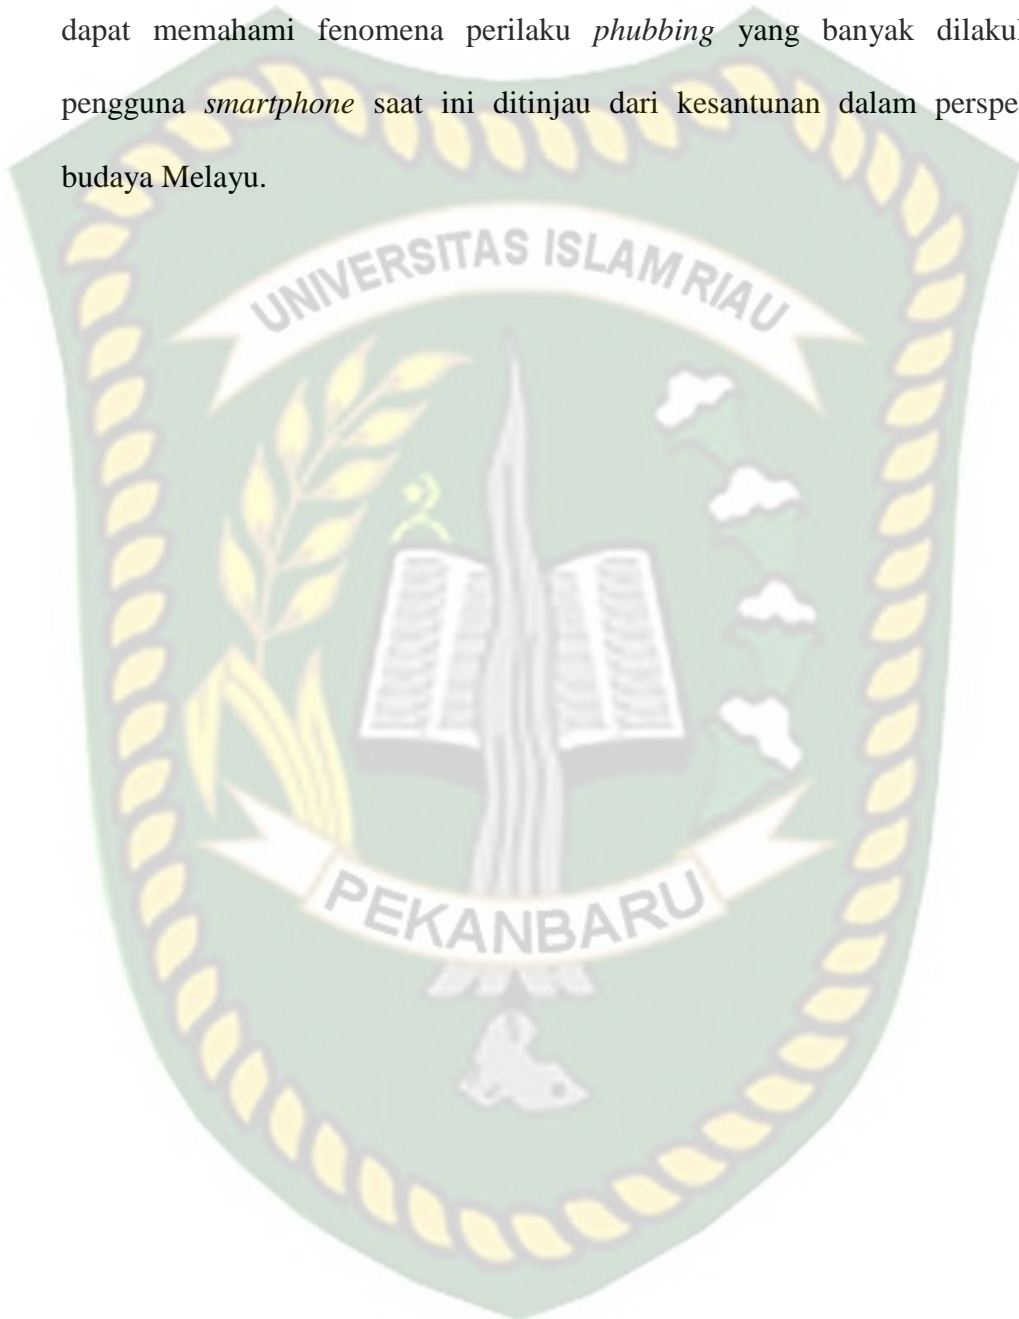 dapat memahami fenomena perilaku phubbing yang banyak
pengguna smartphone saat ini ditinjau dari kesantunan dalam
budaya Melayu.
UNIVERSITAS ISLAM RIAU
PEKANBARU